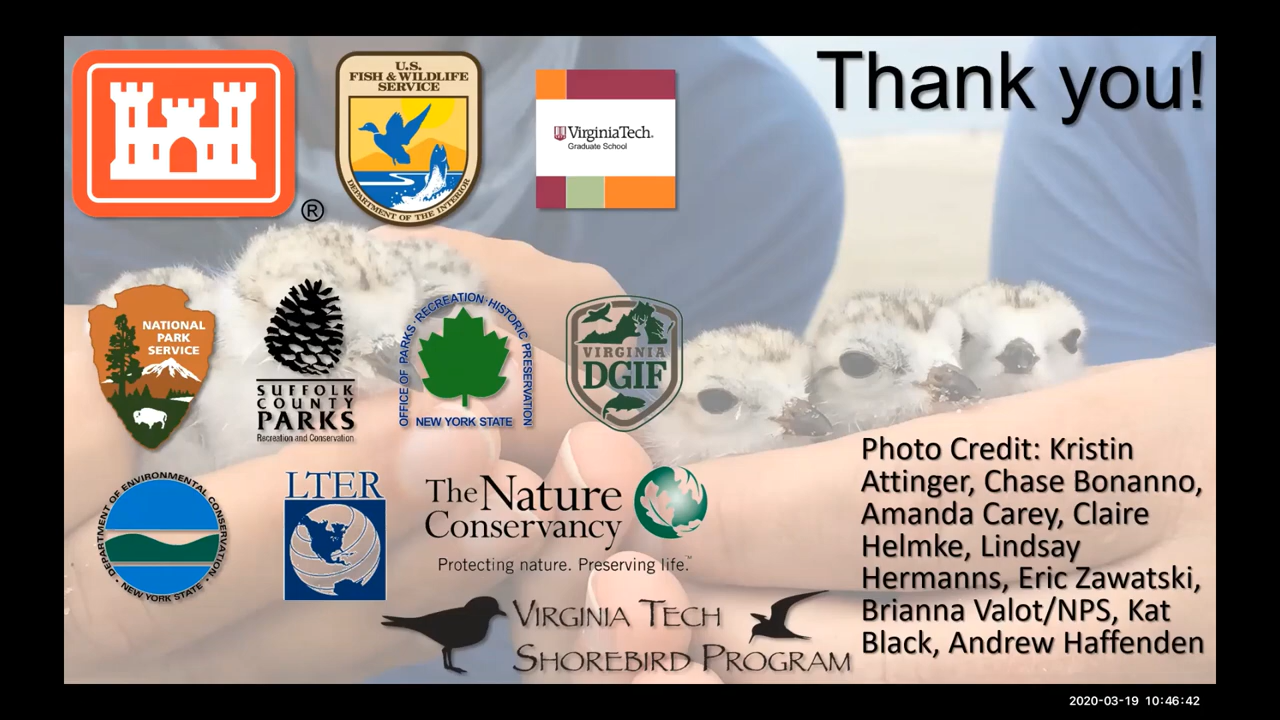 Thank you!
U.S.
FISH & WILDLIFE
SERVICE
DEPARTMENT OF THE INTERIOR
VirginiaTech.
Graduate School
®
NATIONAL
PARK
SERVICE
SUFFOLK
COUNTY
PARKS
Recreation and Conservation
OFFICE OF PARKS · RECREATION · HISTORIC PRESERVATION
NEW YORK STATE
VIRGINIA
DGIF
DEPARTMENT OF ENVIRONMENTAL CONSERVATION
NEW YORK STATE
LTER
The Nature
Conservancy
Protecting nature. Preserving life.™
VIRGINIA TECH
SHOREBIRD PROGRAM
Photo Credit: Kristin
Attinger, Chase Bonanno,
Amanda Carey, Claire
Helmke, Lindsay
Hermanns, Eric Zawatski,
Brianna Valot/NPS, Kat
Black, Andrew Haffenden
2020-03-19 10:46:42